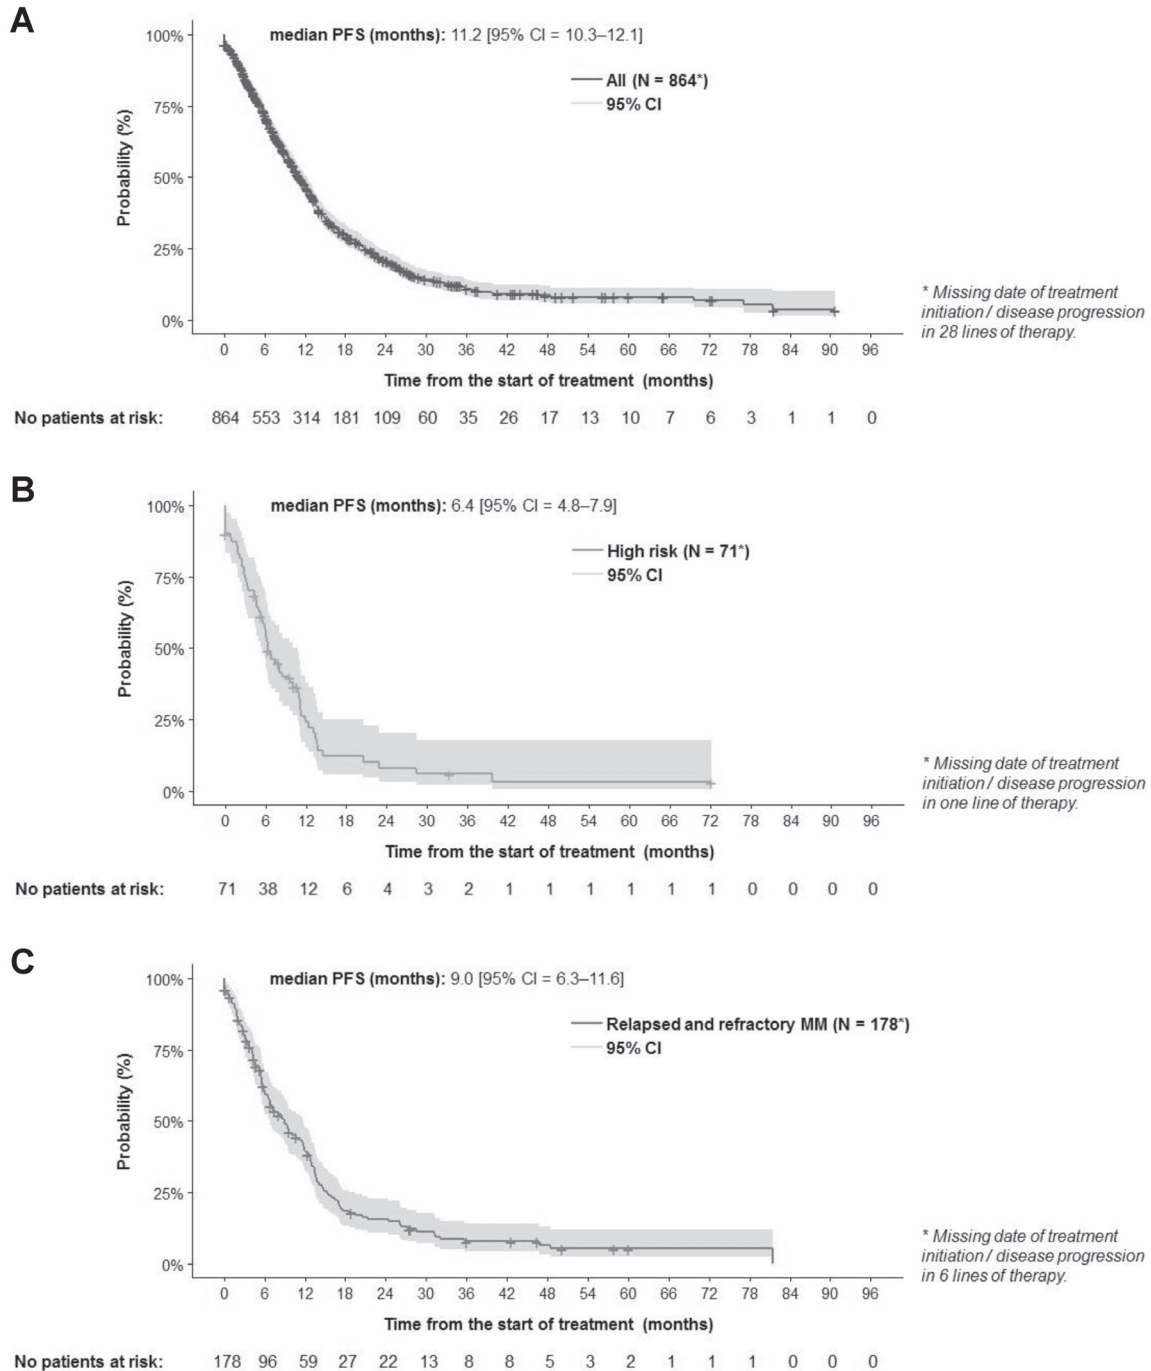 A
median PFS (months): 11.2 [95% CI = 10.3–12.1]
100%
75%
50%
25%
0%
Probability (%)
All (N = 864*)
95% CI
* Missing date of treatment
initiation / disease progression
in 28 lines of therapy.
0 6 12 18 24 30 36 42 48 54 60 66 72 78 84 90 96
Time from the start of treatment (months)
No patients at risk: 864 553 314 181 109 60 35 26 17 13 10 7 6 3 1 1 0
B
median PFS (months): 6.4 [95% CI = 4.8–7.9]
100%
75%
50%
25%
0%
Probability (%)
High risk (N = 71*)
95% CI
* Missing date of treatment
initiation / disease progression
in one line of therapy.
0 6 12 18 24 30 36 42 48 54 60 66 72 78 84 90 96
Time from the start of treatment (months)
No patients at risk: 71 38 12 6 4 3 2 1 1 1 1 1 1 0 0 0 0
C
median PFS (months): 9.0 [95% CI = 6.3–11.6]
100%
75%
50%
25%
0%
Probability (%)
Relapsed and refractory MM (N = 178*)
95% CI
* Missing date of treatment
initiation / disease progression
in 6 lines of therapy.
0 6 12 18 24 30 36 42 48 54 60 66 72 78 84 90 96
Time from the start of treatment (months)
No patients at risk: 178 96 59 27 22 13 8 8 5 3 2 1 1 1 0 0 0